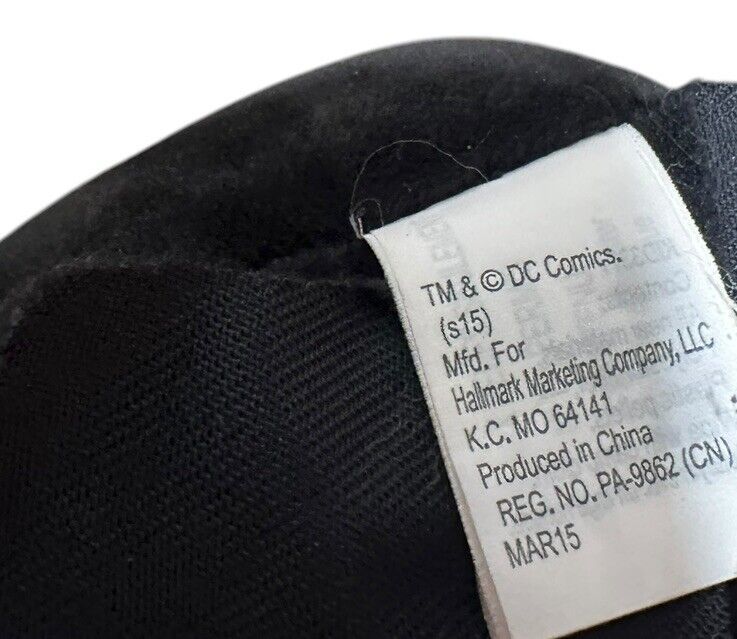 TM & © DC Comics.
(s15)
Mfd. For
Hallmark Marketing Company, LLC
K.C. MO 64141
Produced in China
REG. NO. PA-9862 (CN)
MAR15